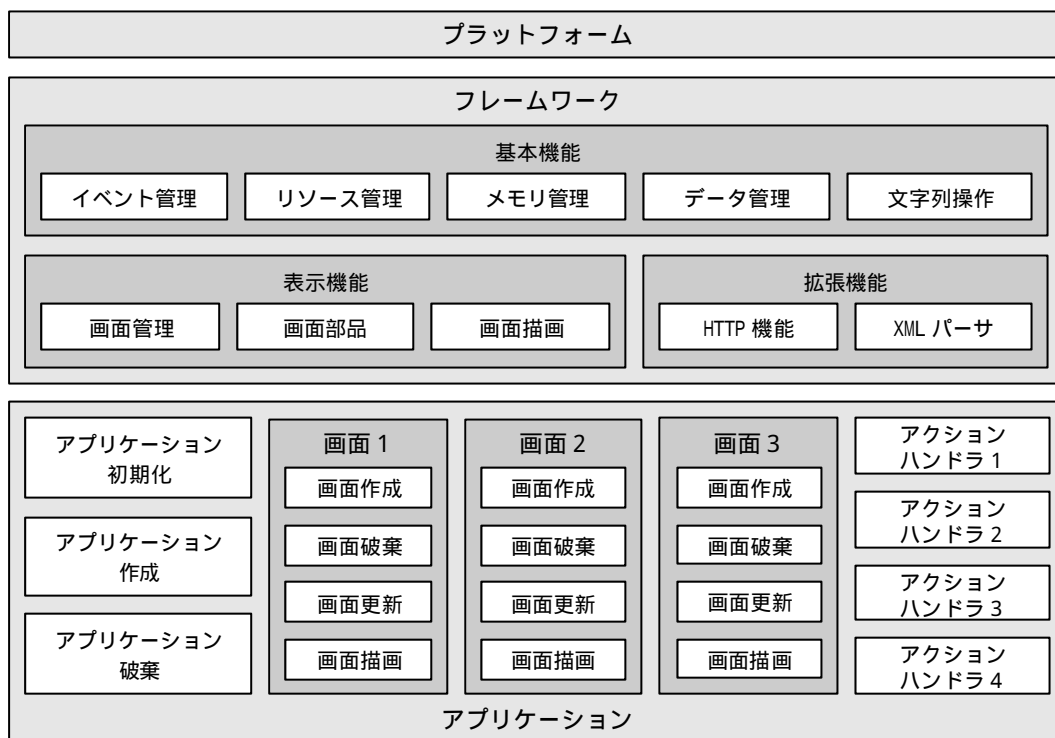 プラットフォーム
フレームワーク
基本機能
イベント管理
リソース管理
メモリ管理
データ管理
文字列操作
表示機能
画面管理
画面部品
画面描画
拡張機能
HTTP 機能
XML パーサ
アプリケーション
初期化
アプリケーション
作成
アプリケーション
破棄
画面 1
画面作成
画面破棄
画面更新
画面描画
画面 2
画面作成
画面破棄
画面更新
画面描画
画面 3
画面作成
画面破棄
画面更新
画面描画
アクション
ハンドラ 1
アクション
ハンドラ 2
アクション
ハンドラ 3
アクション
ハンドラ 4
アプリケーション